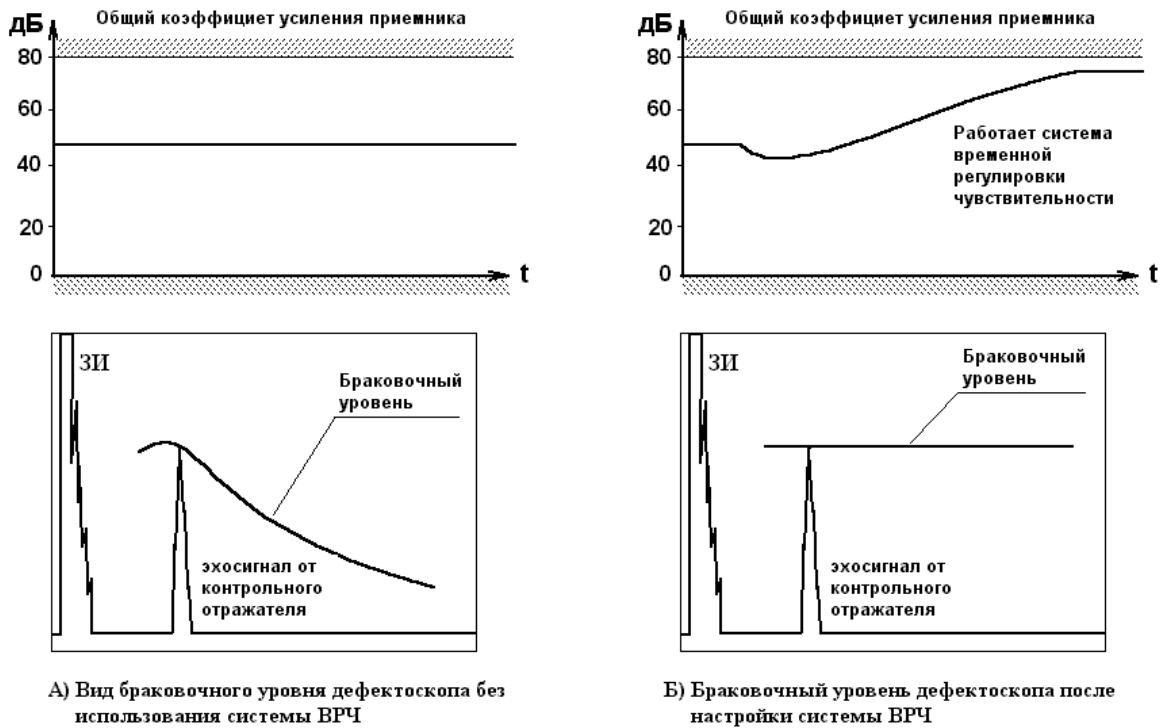 Общий коэффициет усиления приемника
дБ
80
60
40
20
0
t
Общий коэффициет усиления приемника
дБ
80
60
40
20
0
Работает система
временной
регулировки
чувствительности
t
ЗИ
Браковочный
уровень
эхосигнал от
контрольного
отражателя
ЗИ
Браковочный
уровень
эхосигнал от
контрольного
отражателя
А) Вид браковочного уровня дефектоскопа без
использования системы ВРЧ
Б) Браковочный уровень дефектоскопа после
настройки системы ВРЧ